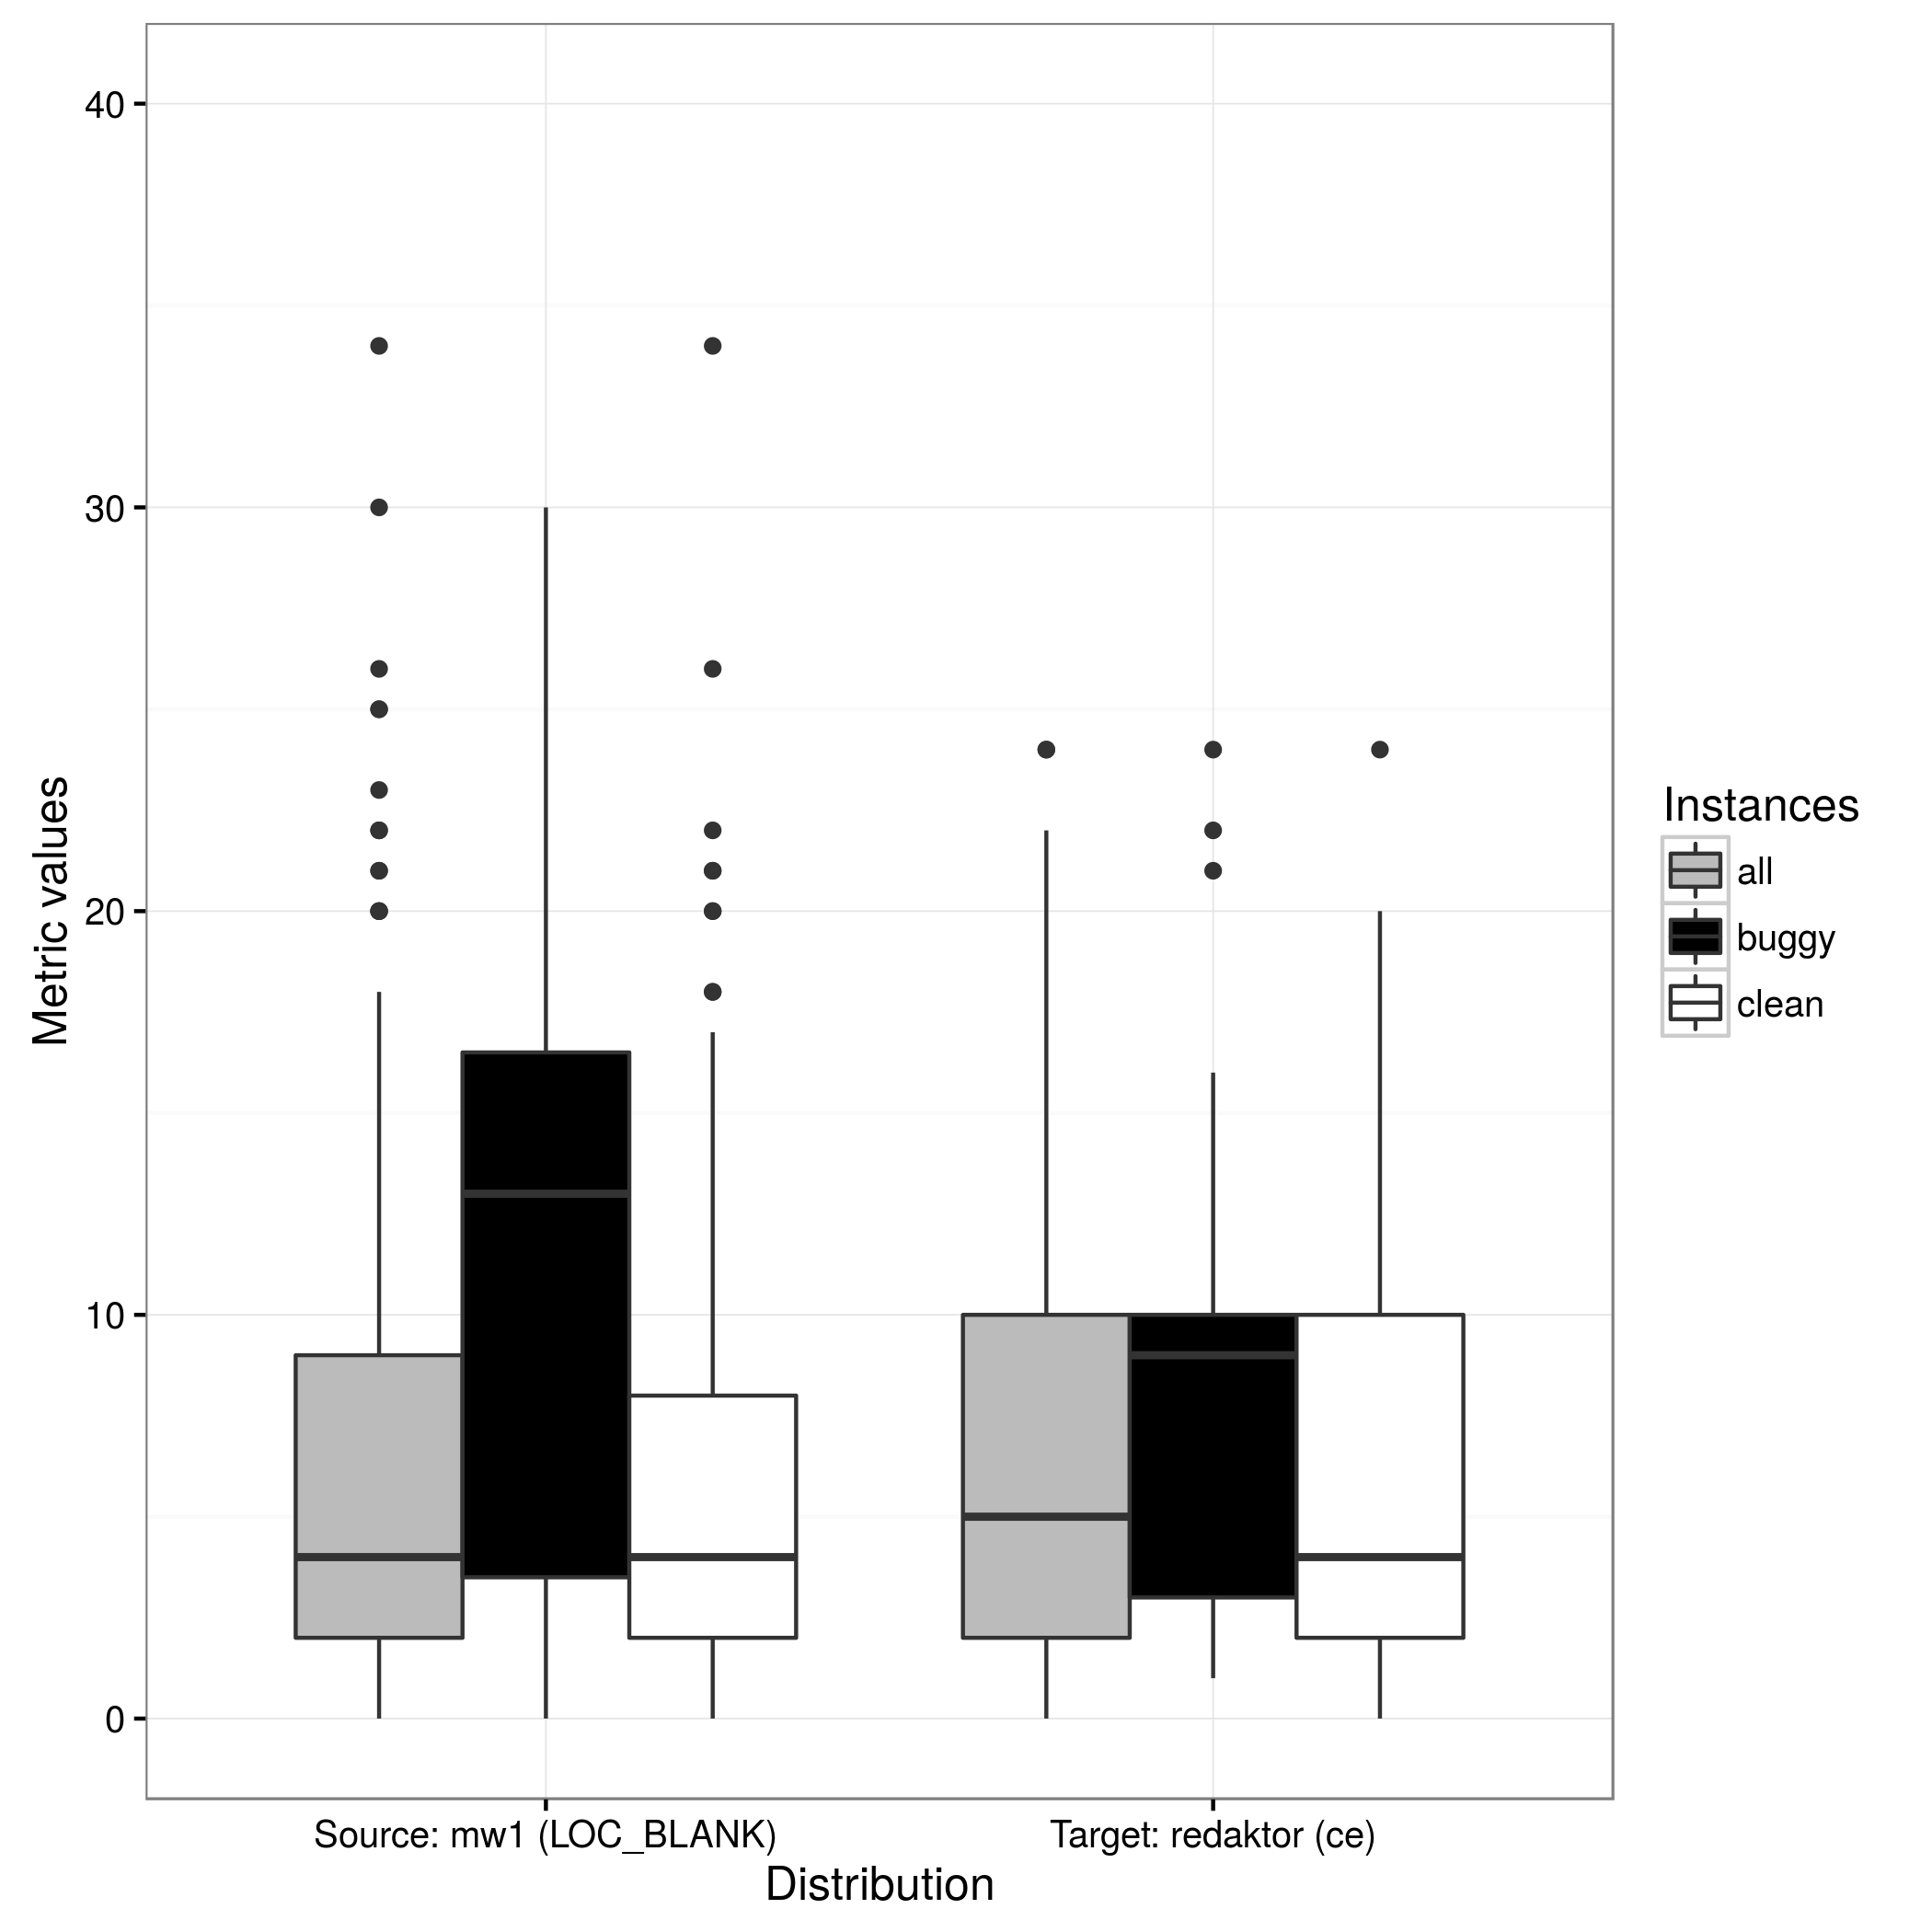 Metric values
40
30
20
10
0
Source: mw1 (LOC_BLANK)
Target: redaktor (ce)
Distribution
Instances
all
buggy
clean